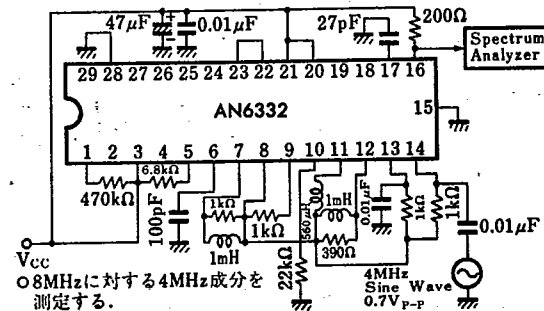 47μF
0.01μF
27pF
200Ω
Spectrum
Analyzer
29 28 27 26 25 24 23 22 21 20 19 18 17 16
AN6332
15
1 2 3 4 5 6 7 8 9 10 11 12 13 14
470kΩ
6.8kΩ
100pF
1kΩ
1mH
1kΩ
22kΩ
560μH
1mH
390Ω
0.01μF
1kΩ
1kΩ
0.01μF
4MHz
Sine Wave
0.7VP-P
VCC
○8MHzに対する4MHz成分を
測定する.